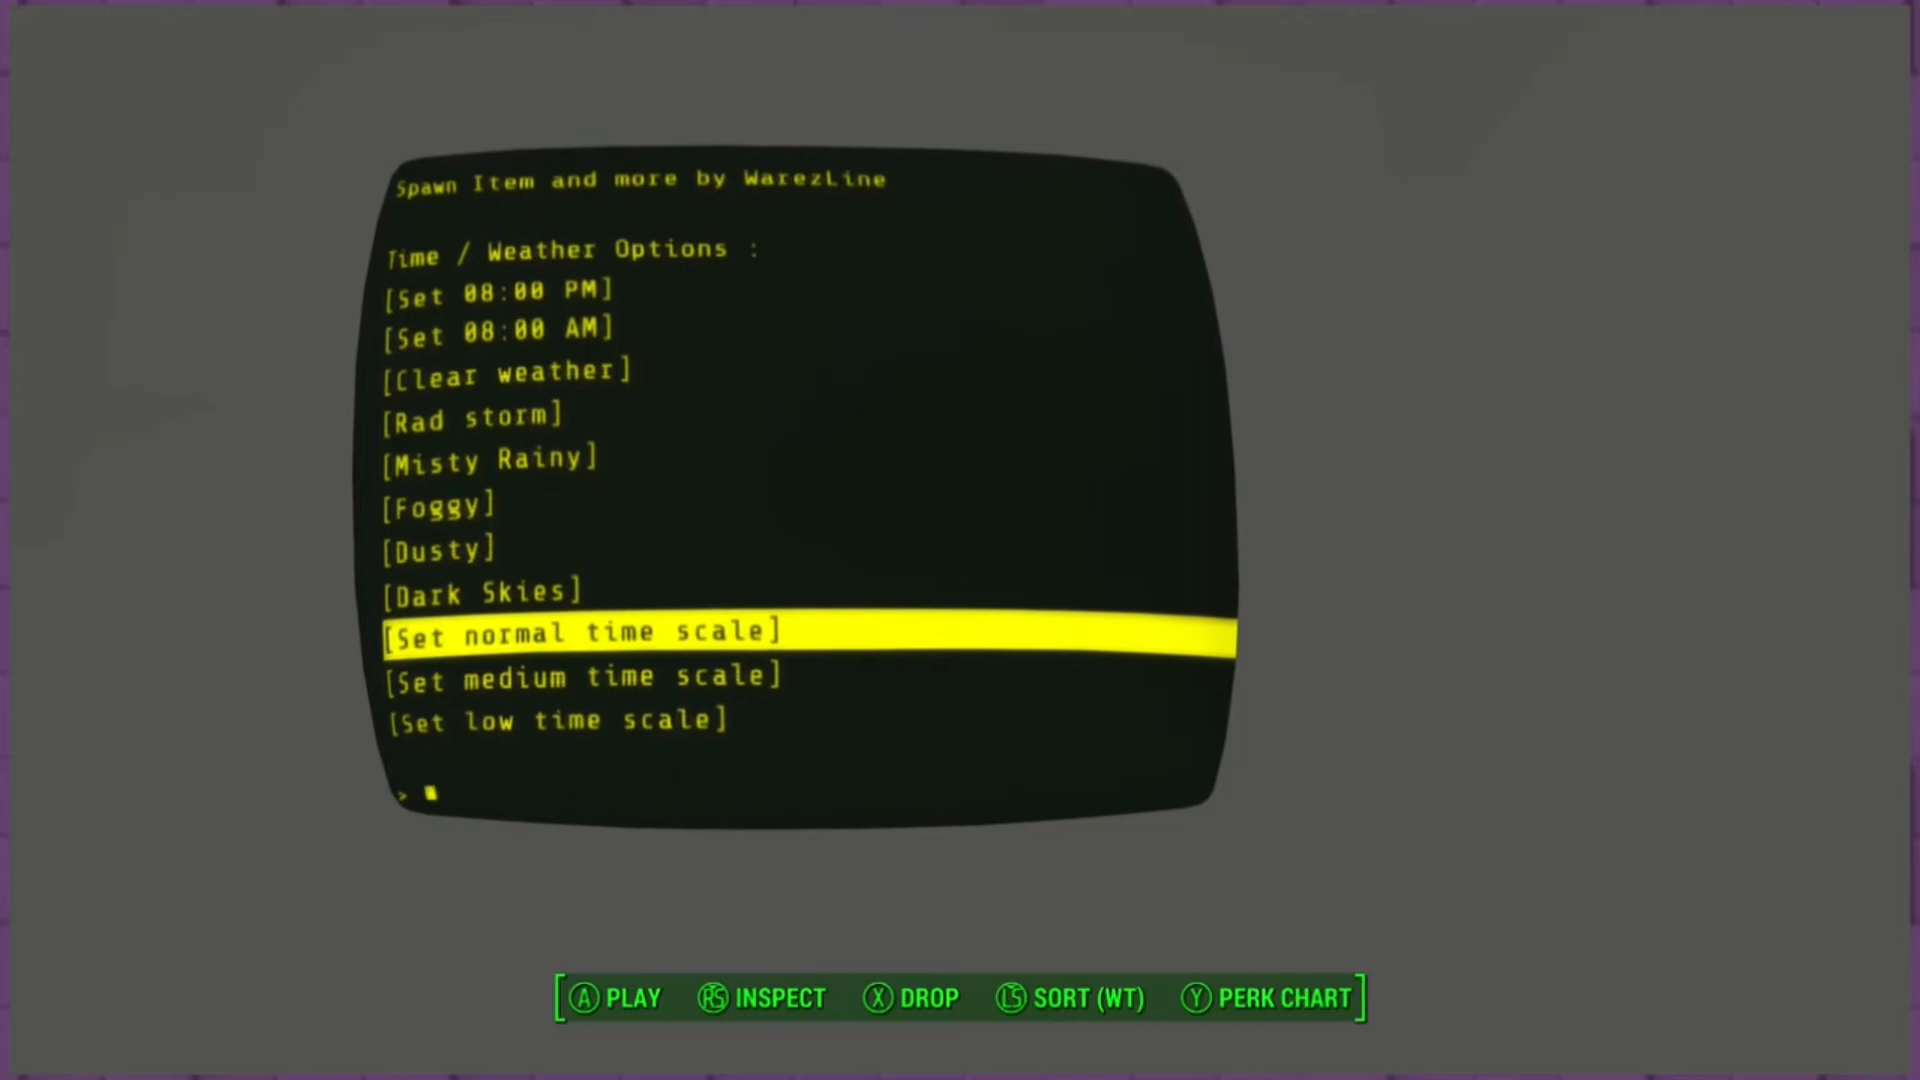 Spawn Item and more by WarezLine
Time / Weather Options :
[Set 08:00 PM]
[Set 08:00 AM]
[Clear weather]
[Rad storm]
[Misty Rainy]
[Foggy]
[Dusty]
[Dark Skies]
[Set normal time scale]
[Set medium time scale]
[Set low time scale]
>
[A PLAY RS INSPECT X DROP LS SORT (WT) Y PERK CHART]